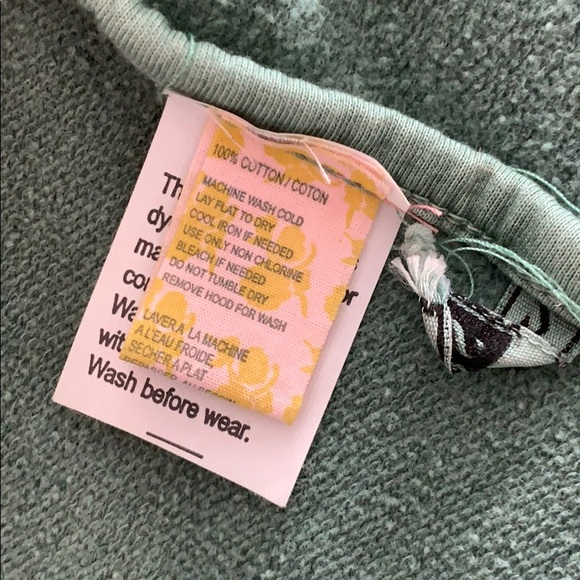 100% COTTON / COTON
MACHINE WASH COLD
LAY FLAT TO DRY
COOL IRON IF NEEDED
USE ONLY NON CHLORINE
BLEACH IF NEEDED
DO NOT TUMBLE DRY
REMOVE HOOD FOR WASH
LAVER A LA MACHINE
A L'EAU FROIDE,
SECHER A PLAT
Wash before wear.